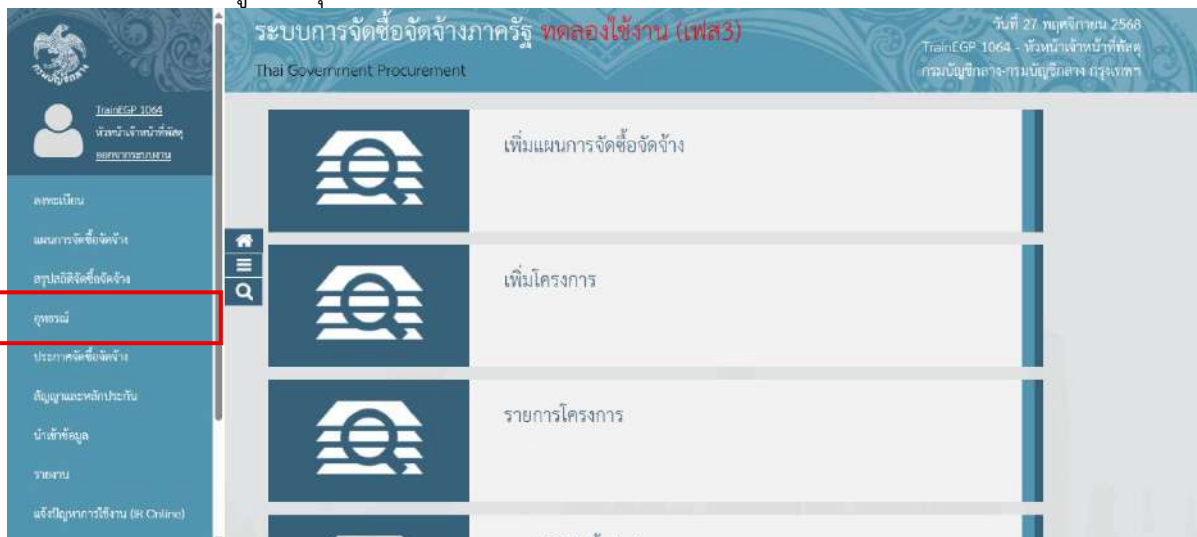 ระบบการจัดซื้อจัดจ้างภาครัฐ ทดลองใช้งาน (เฟส3)
Thai Government Procurement
วันที่ 27 พฤศจิกายน 2568
TrainEGP 1064 - หัวหน้าเจ้าหน้าที่พัสดุ
กรมบัญชีกลาง-กรมบัญชีกลาง กรุงเทพฯ
กรมบัญชีกลาง
TrainEGP 1064
หัวหน้าเจ้าหน้าที่พัสดุ
ออกจากระบบงาน
ลงทะเบียน
แผนการจัดซื้อจัดจ้าง
สรุปสถิติจัดซื้อจัดจ้าง
อุทธรณ์
ประกาศจัดซื้อจัดจ้าง
สัญญาและหลักประกัน
นำเข้าข้อมูล
รายงาน
แจ้งปัญหาการใช้งาน (IR Online)
เพิ่มแผนการจัดซื้อจัดจ้าง
เพิ่มโครงการ
รายการโครงการ